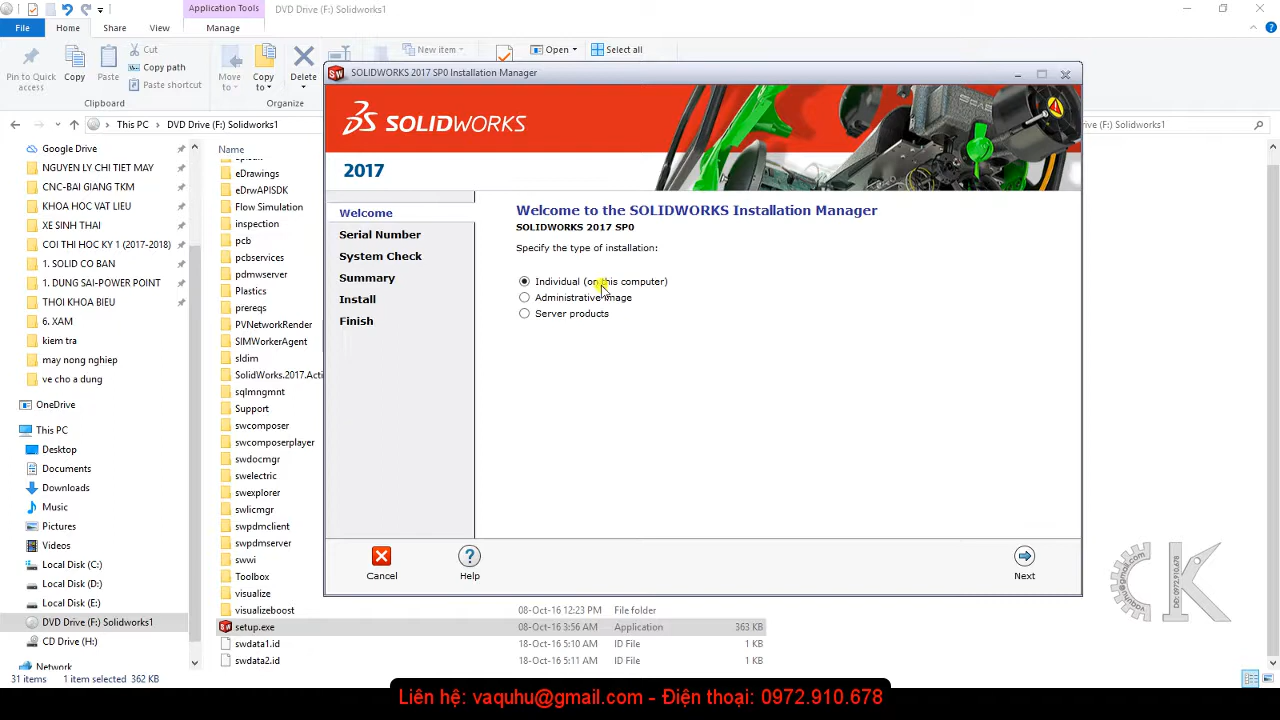 Application Tools
DVD Drive (F:) Solidworks1
File
Home
Share
View
Manage
Pin to Quick access
Copy
Paste
Cut
Copy path
Paste shortcut
Clipboard
Move to
Copy to
Delete
Organize
New item
Open
Select all
This PC > DVD Drive (F:) Solidworks1
e (F:) Solidworks1
Google Drive
NGUYEN LY CHI TIET MAY
CNC-BAI GIANG TKM
KHOA HOC VAT LIEU
XE SINH THAI
COI THI HOC KY 1 (2017-2018)
1. SOLID CO BAN
1. DUNG SAI-POWER POINT
THOI KHOA BIEU
6. XAM
kiem tra
may nong nghiep
ve cho a dung
OneDrive
This PC
Desktop
Documents
Downloads
Music
Pictures
Videos
Local Disk (C:)
Local Disk (D:)
Local Disk (E:)
DVD Drive (F:) Solidworks1
CD Drive (H:)
Network
Name
eDrawings
eDrwAPISDK
Flow Simulation
inspection
pcb
pcbservices
pdmwserver
Plastics
prereqs
PVNetworkRender
SIMWorkerAgent
sldim
SolidWorks.2017.Acti
sqlmngmnt
Support
swcomposer
swcomposerplayer
swdocmgr
swelectric
swexplorer
swlicmgr
swpdmclient
swpdmserver
swwi
Toolbox
visualize
visualizeboost 08-Oct-16 12:23 PM File folder
setup.exe 08-Oct-16 3:56 AM Application 363 KB
swdata1.id 18-Oct-16 5:10 AM ID File 1 KB
swdata2.id 18-Oct-16 5:11 AM ID File 1 KB
31 items 1 item selected 362 KB
SOLIDWORKS 2017 SP0 Installation Manager
SOLIDWORKS
2017
Welcome
Serial Number
System Check
Summary
Install
Finish
Welcome to the SOLIDWORKS Installation Manager
SOLIDWORKS 2017 SP0
Specify the type of installation:
Individual (on this computer)
Administrative image
Server products
Cancel
Help
Next
vaquhu@gmail.com
DĐ: 0972.910.678
Liên hệ: vaquhu@gmail.com - Điện thoại: 0972.910.678